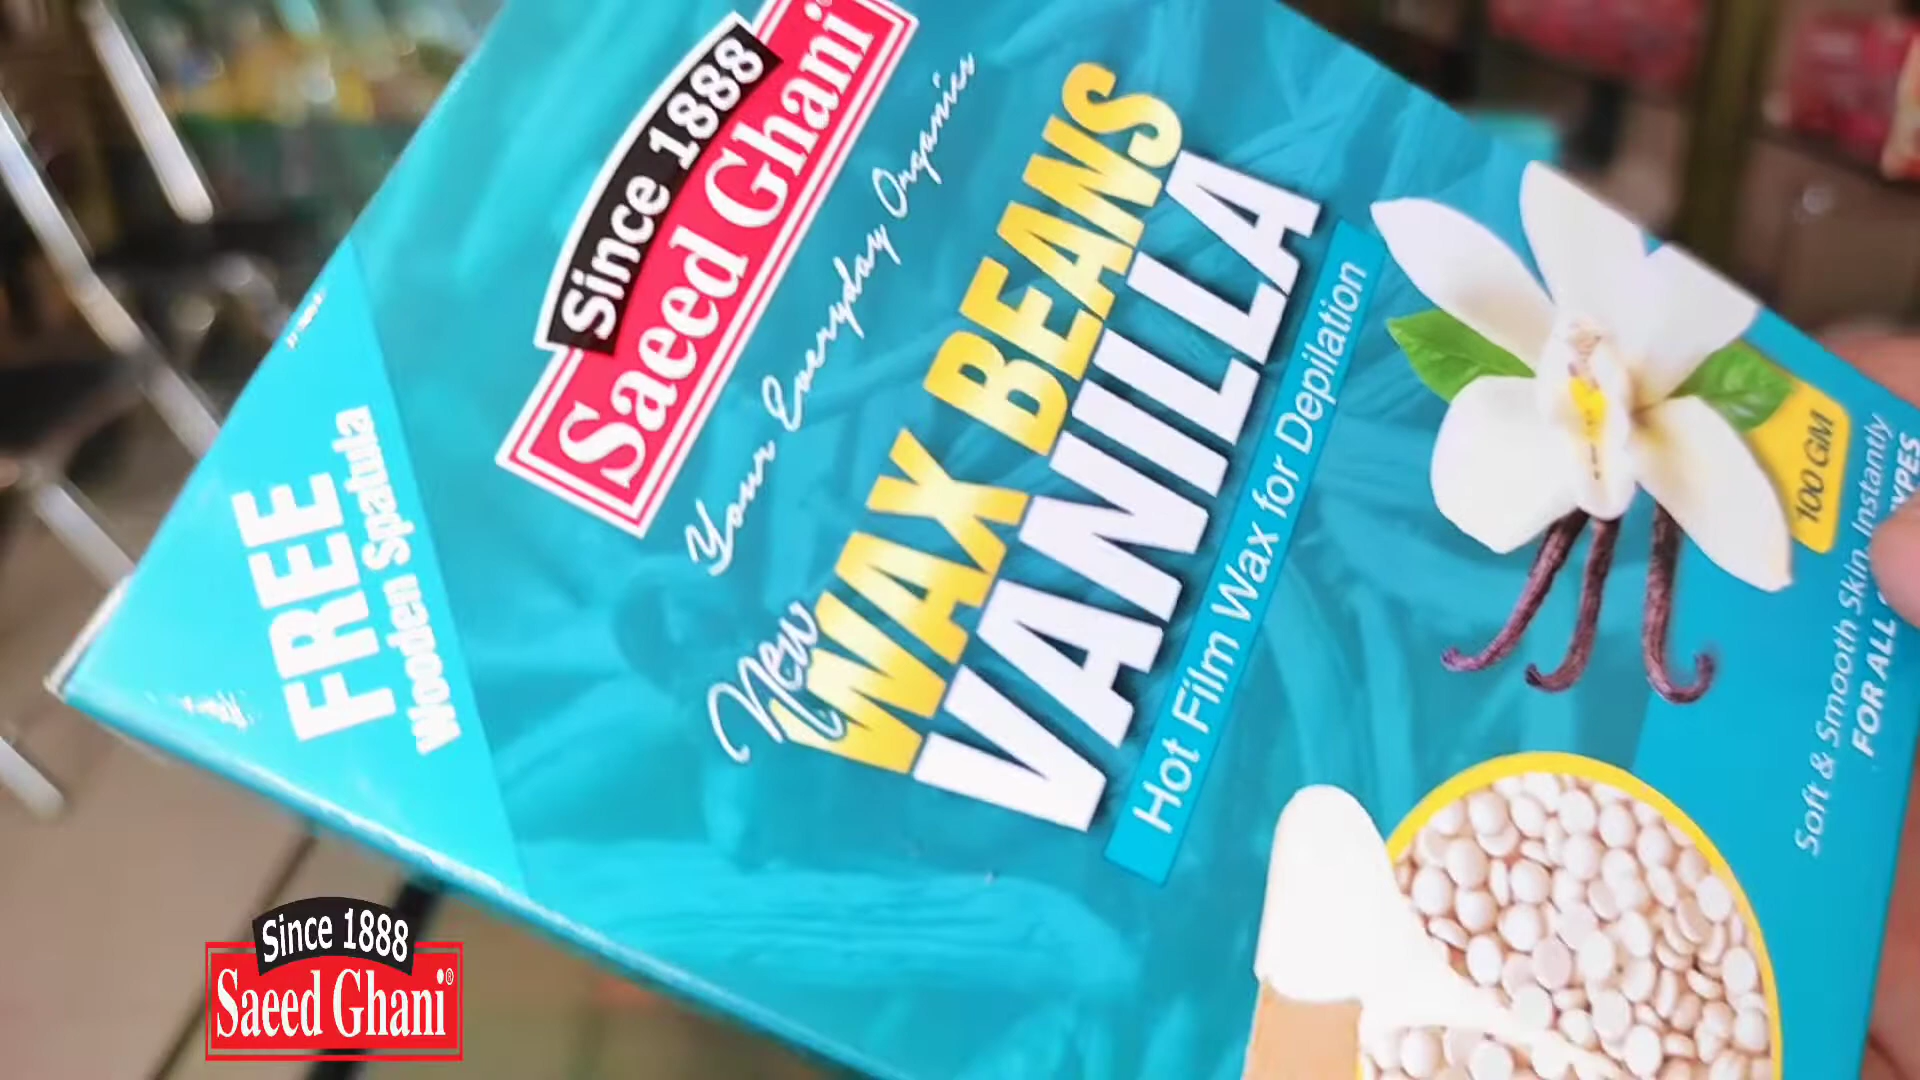 Since 1888
Saeed Ghani
Your Everyday Organics
FREE
Wooden Spatula
New
WAX BEANS
VANILLA
Hot Film Wax for Depilation
100 GM
Soft & Smooth Skin Instantly
FOR ALL
Since 1888
Saeed Ghani®